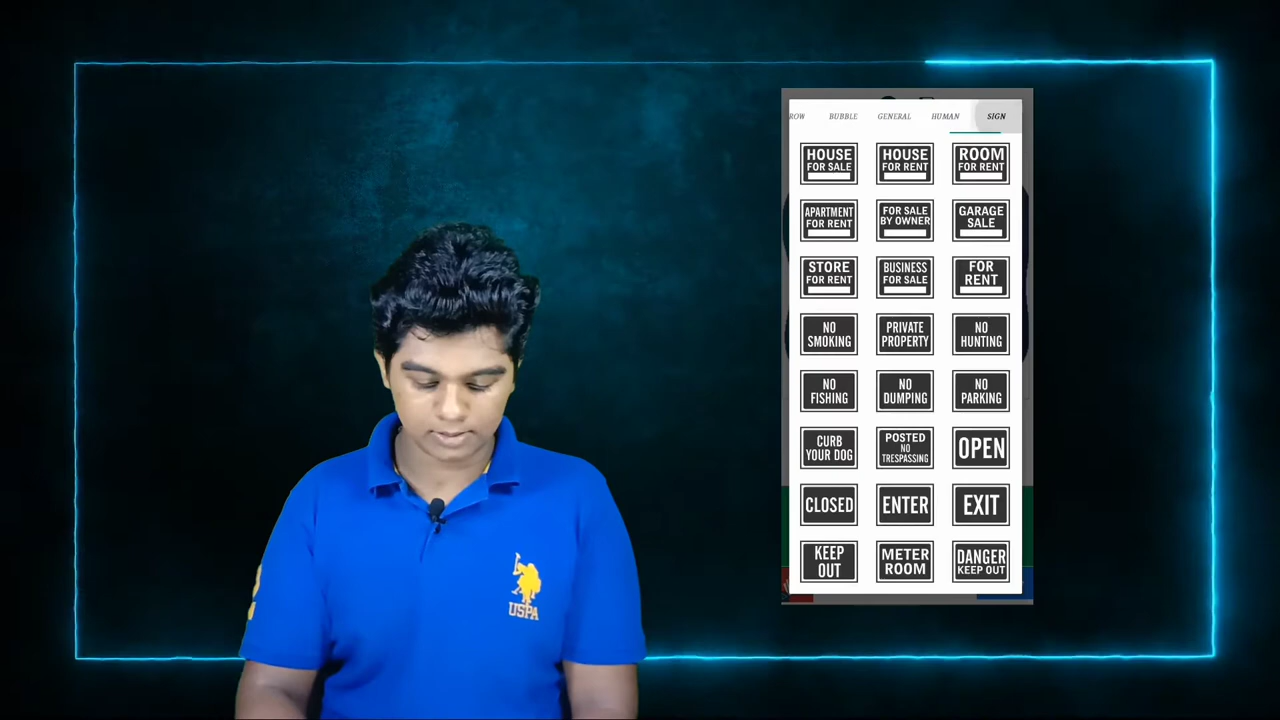 ROW BUBBLE GENERAL HUMAN SIGN
HOUSE
FOR SALE
HOUSE
FOR RENT
ROOM
FOR RENT
APARTMENT
FOR RENT
FOR SALE
BY OWNER
GARAGE
SALE
STORE
FOR RENT
BUSINESS
FOR SALE
FOR
RENT
NO
SMOKING
PRIVATE
PROPERTY
NO
HUNTING
NO
FISHING
NO
DUMPING
NO
PARKING
CURB
YOUR DOG
POSTED
NO
TRESPASSING
OPEN
CLOSED
ENTER
EXIT
KEEP
OUT
METER
ROOM
DANGER
KEEP OUT
USPA